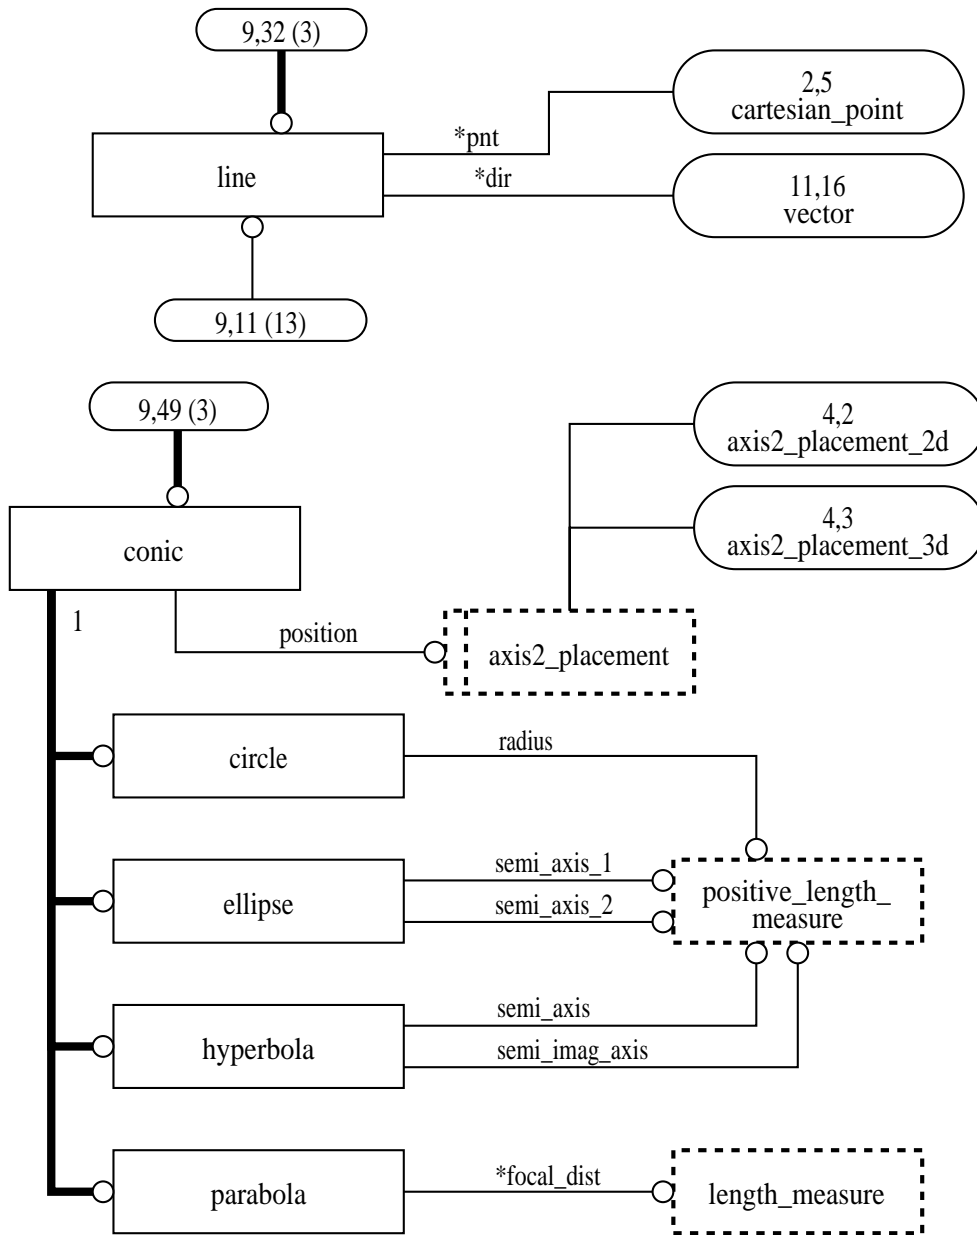 9,32 (3)
2,5
cartesian_point
*pnt
line
*dir
11,16
vector
9,11 (13)
9,49 (3)
4,2
axis2_placement_2d
4,3
axis2_placement_3d
conic
1
position
axis2_placement
circle
radius
ellipse
semi_axis_1
semi_axis_2
positive_length_
measure
hyperbola
semi_axis
semi_imag_axis
parabola
*focal_dist
length_measure